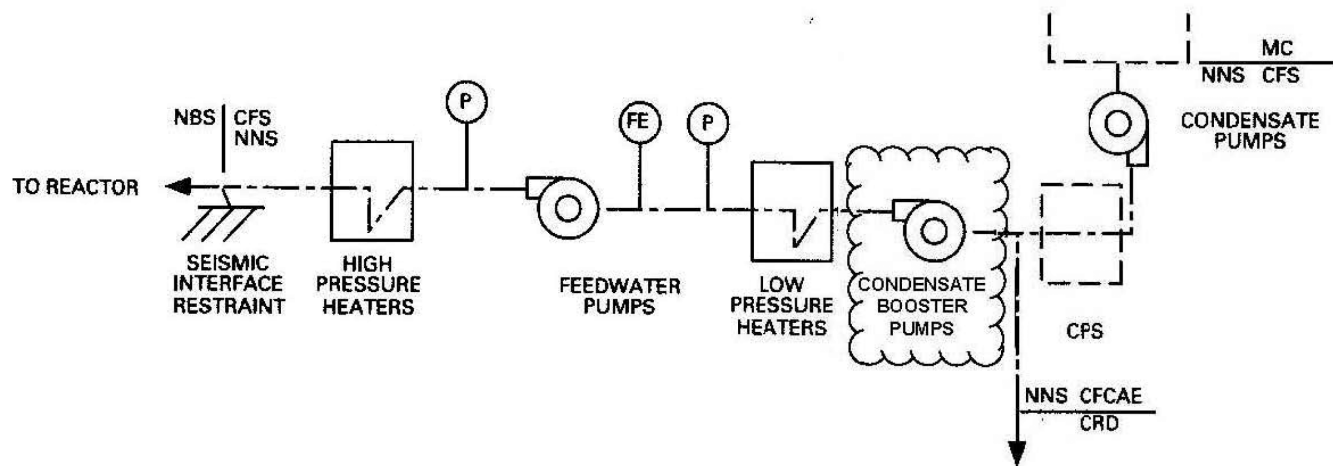 MC
NNS CFS
CONDENSATE
PUMPS
P
FE
P
NBS CFS
NNS
TO REACTOR
SEISMIC
INTERFACE
RESTRAINT
HIGH
PRESSURE
HEATERS
FEEDWATER
PUMPS
LOW
PRESSURE
HEATERS
CONDENSATE
BOOSTER
PUMPS
CPS
NNS CFCAE
CRD